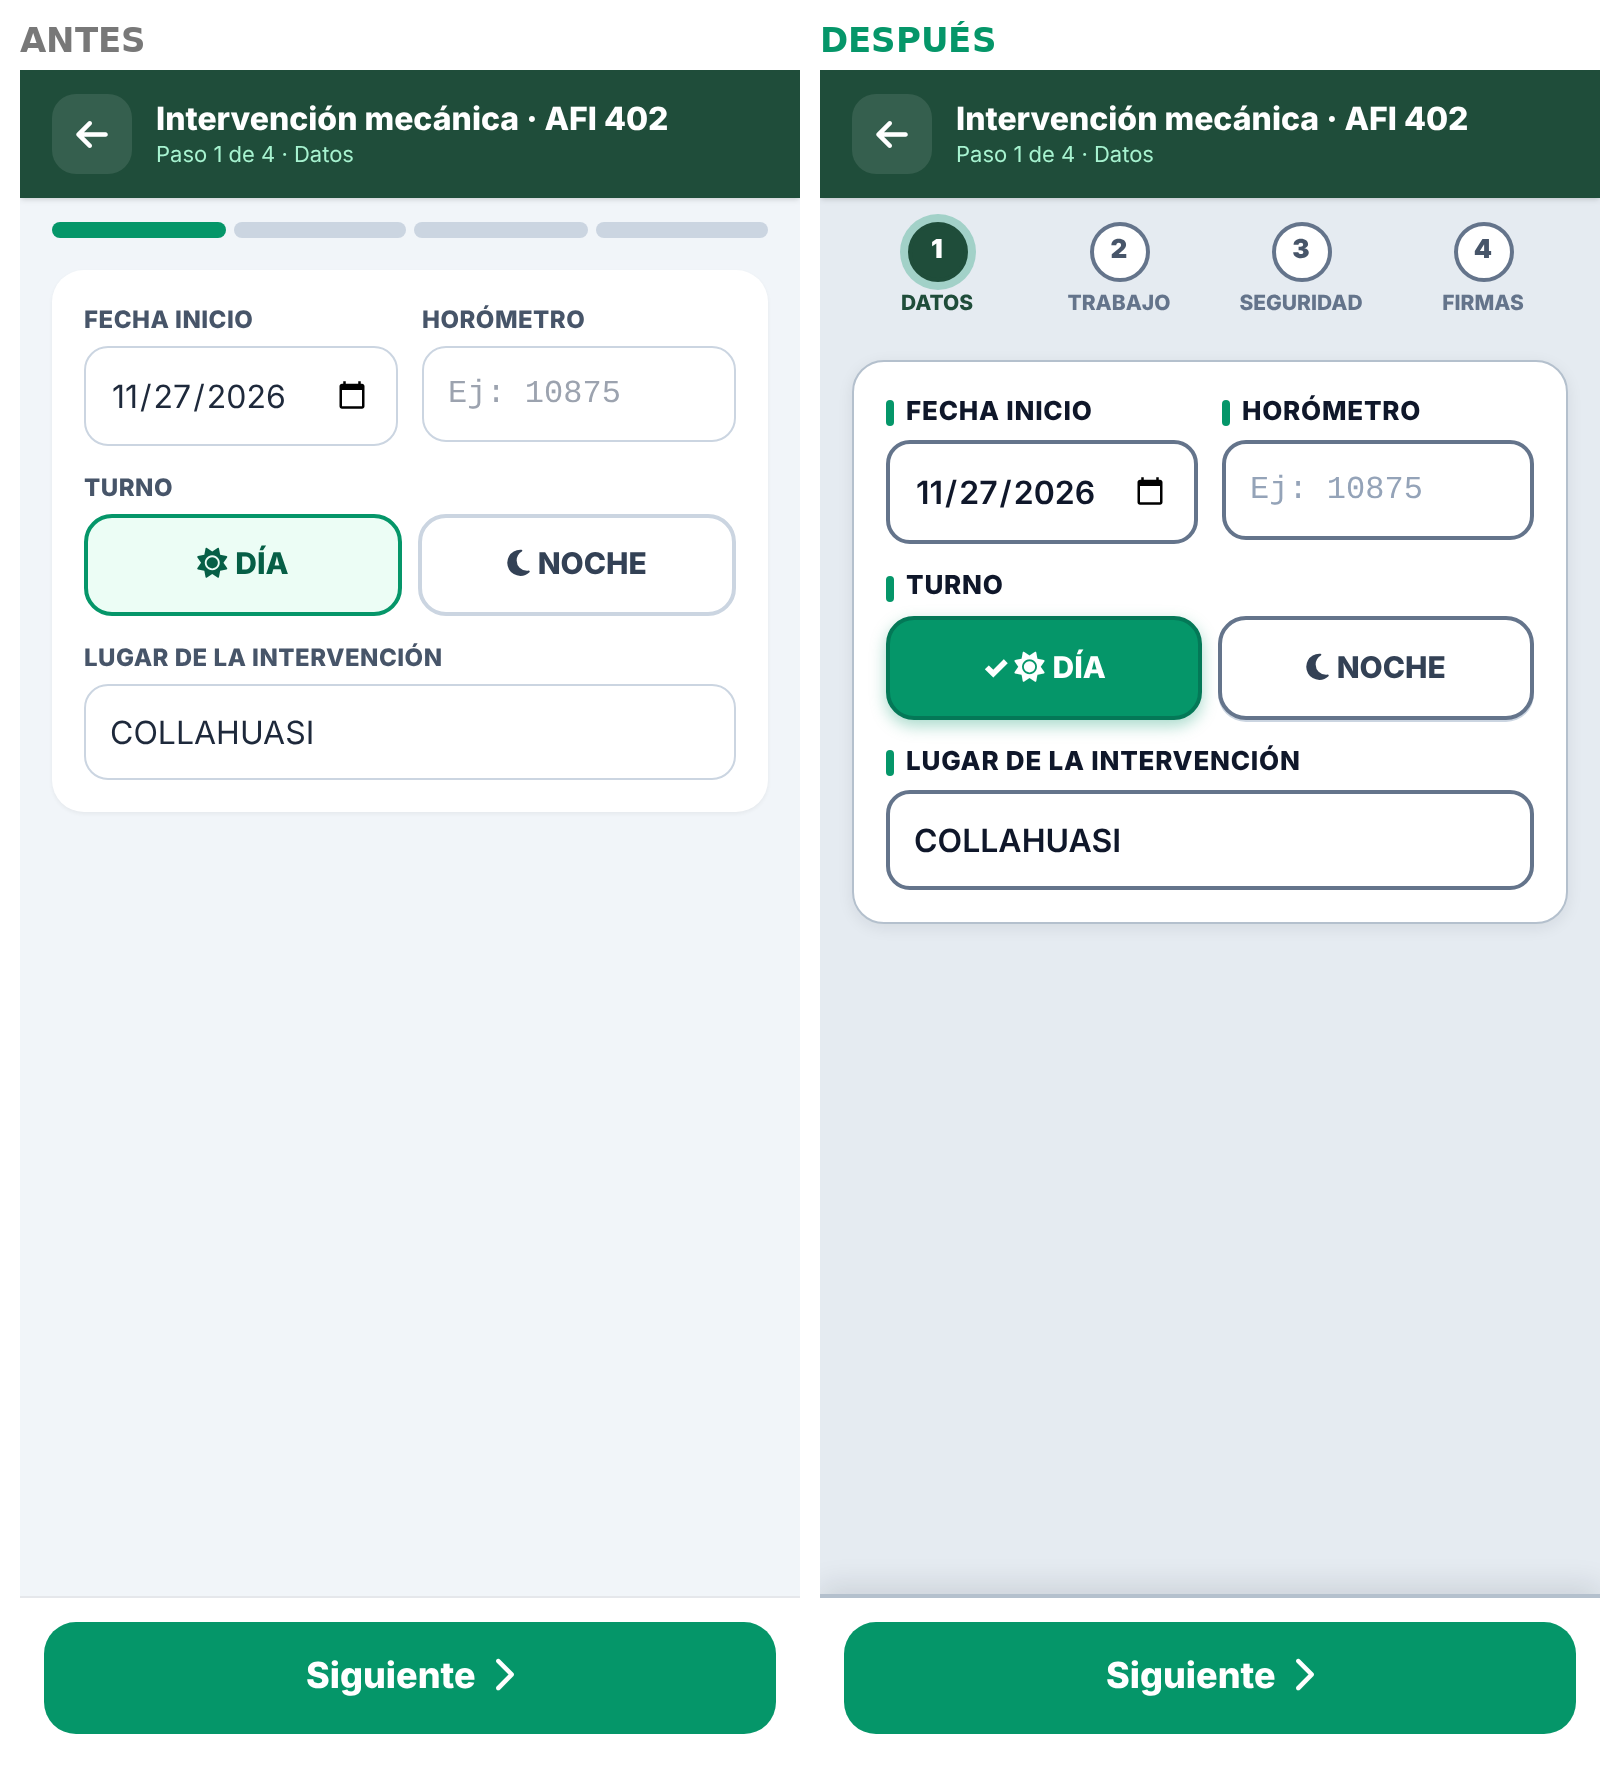 ANTES
Intervención mecánica · AFI 402
Paso 1 de 4 · Datos
FECHA INICIO
HORÓMETRO
11/27/2026
Ej: 10875
TURNO
DÍA
NOCHE
LUGAR DE LA INTERVENCIÓN
COLLAHUASI
Siguiente
DESPUÉS
Intervención mecánica · AFI 402
Paso 1 de 4 · Datos
1
2
3
4
DATOS
TRABAJO
SEGURIDAD
FIRMAS
FECHA INICIO
HORÓMETRO
11/27/2026
Ej: 10875
TURNO
DÍA
NOCHE
LUGAR DE LA INTERVENCIÓN
COLLAHUASI
Siguiente